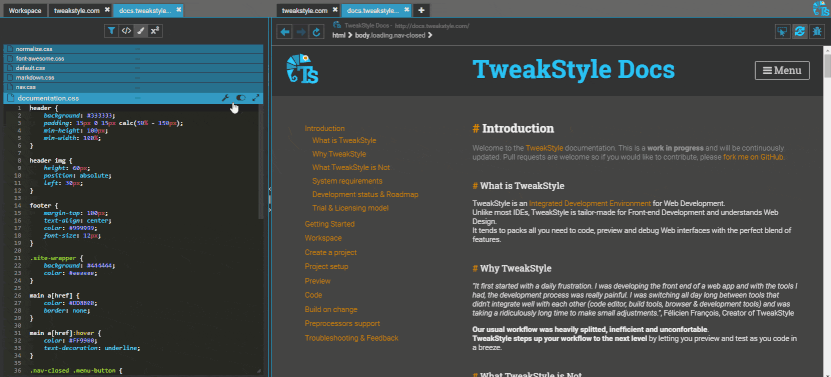 Workspace
tweakstyle.com
docs.tweakstyle...
tweakstyle.com
docs.tweakstyle...
normalize.css
font-awesome.css
default.css
markdown.css
nav.css
documentation.css
1 header {
2 background: #333333;
3 padding: 15px 0 15px calc(50% - 150px);
4 min-height: 100px;
5 min-width: 100%;
6 }
7
8 header img {
9 height: 60px;
10 position: absolute;
11 left: 30px;
12 }
13
14 footer {
15 margin-top: 100px;
16 text-align: center;
17 color: #999999;
18 font-size: 12px;
19 }
20
21 .site-wrapper {
22 background: #444444;
23 color: #eeeeee;
24 }
25
26 main a[href] {
27 color: #DD8800;
28 border: none;
29 }
30
31 main a[href]:hover {
32 color: #FF9900;
33 text-decoration: underline;
34 }
35
36 .nav-closed .menu-button {
TweakStyle Docs - http://docs.tweakstyle.com/
html > body.loading.nav-closed >
TS
TweakStyle Docs
Menu
Introduction
What is TweakStyle
Why TweakStyle
What TweakStyle is Not
System requirements
Development status & Roadmap
Trial & Licensing model
Getting Started
Workspace
Create a project
Project setup
Preview
Code
Build on change
Preprocessors support
Troubleshooting & Feedback
# Introduction
Welcome to the TweakStyle documentation. This is a work in progress and will be continuously
updated. Pull requests are welcome so if you would like to contribute, please fork me on GitHub.
# What is TweakStyle
TweakStyle is an Integrated Development Environment for Web Development.
Unlike most IDEs, TweakStyle is tailor-made for Front-end Development and understands Web
Design.
It tends to packs all you need to code, preview and debug Web interfaces with the perfect blend of
features.
# Why TweakStyle
"It first started with a daily frustration. I was developing the front end of a web app and with the tools I
had, the development process was really painful. I was switching all day long between tools that
didn't integrate well with each other (code editor, build tools, browser & development tools) and was
taking a ridiculously long time to make small adjustments.", Félicien François, Creator of TweakStyle
Our usual workflow was heavily splitted, inefficient and unconfortable.
TweakStyle steps up your workflow to the next level by letting you preview and test as you code in
a breeze.
# What TweakStyle is Not